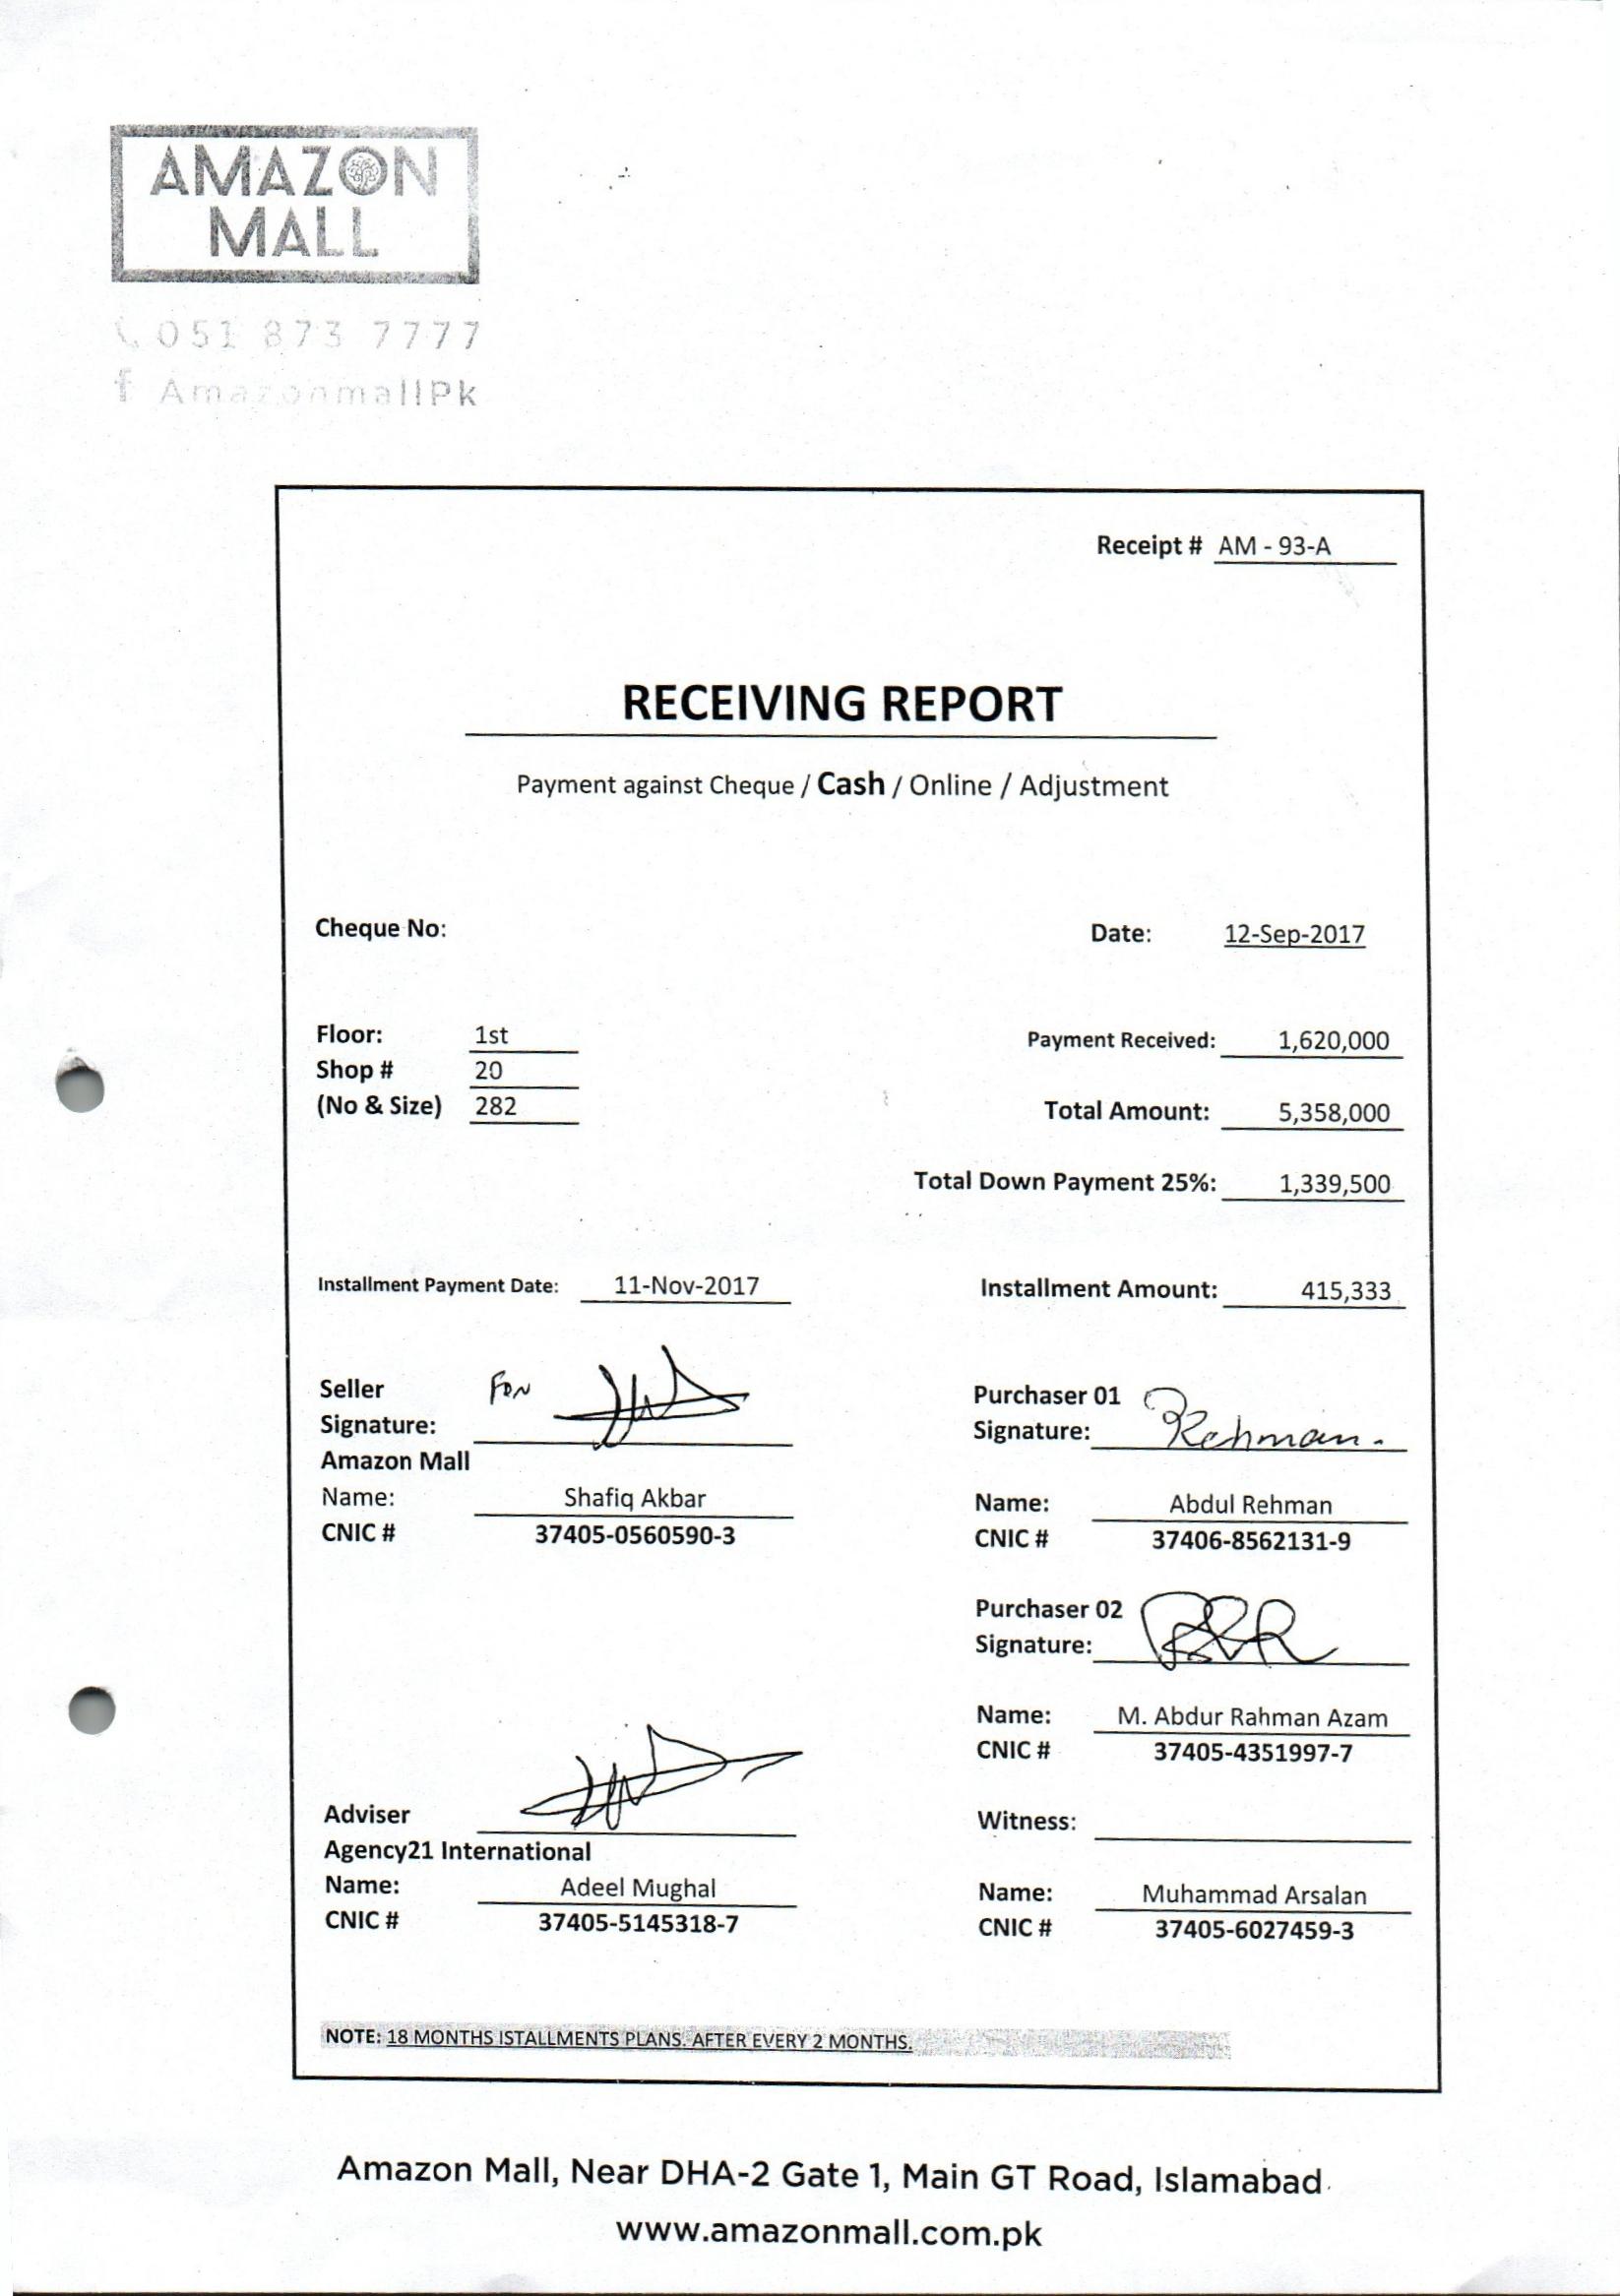 AMAZON
MALL
051 873 7777
f AmazonmallPk
Receipt # AM - 93-A
RECEIVING REPORT
Payment against Cheque / Cash / Online / Adjustment
Cheque No:
Date: 12-Sep-2017
Floor: 1st
Payment Received: 1,620,000
Shop # 20
(No & Size) 282
Total Amount: 5,358,000
Total Down Payment 25%: 1,339,500
Installment Payment Date: 11-Nov-2017
Installment Amount: 415,333
Seller
Signature: For
Amazon Mall
Name: Shafiq Akbar
CNIC # 37405-0560590-3
Purchaser 01
Signature: Rehman.
Name: Abdul Rehman
CNIC # 37406-8562131-9
Purchaser 02
Signature:
Name: M. Abdur Rahman Azam
CNIC # 37405-4351997-7
Adviser
Agency21 International
Name: Adeel Mughal
CNIC # 37405-5145318-7
Witness:
Name: Muhammad Arsalan
CNIC # 37405-6027459-3
NOTE: 18 MONTHS ISTALLMENTS PLANS. AFTER EVERY 2 MONTHS.
Amazon Mall, Near DHA-2 Gate 1, Main GT Road, Islamabad.
www.amazonmall.com.pk